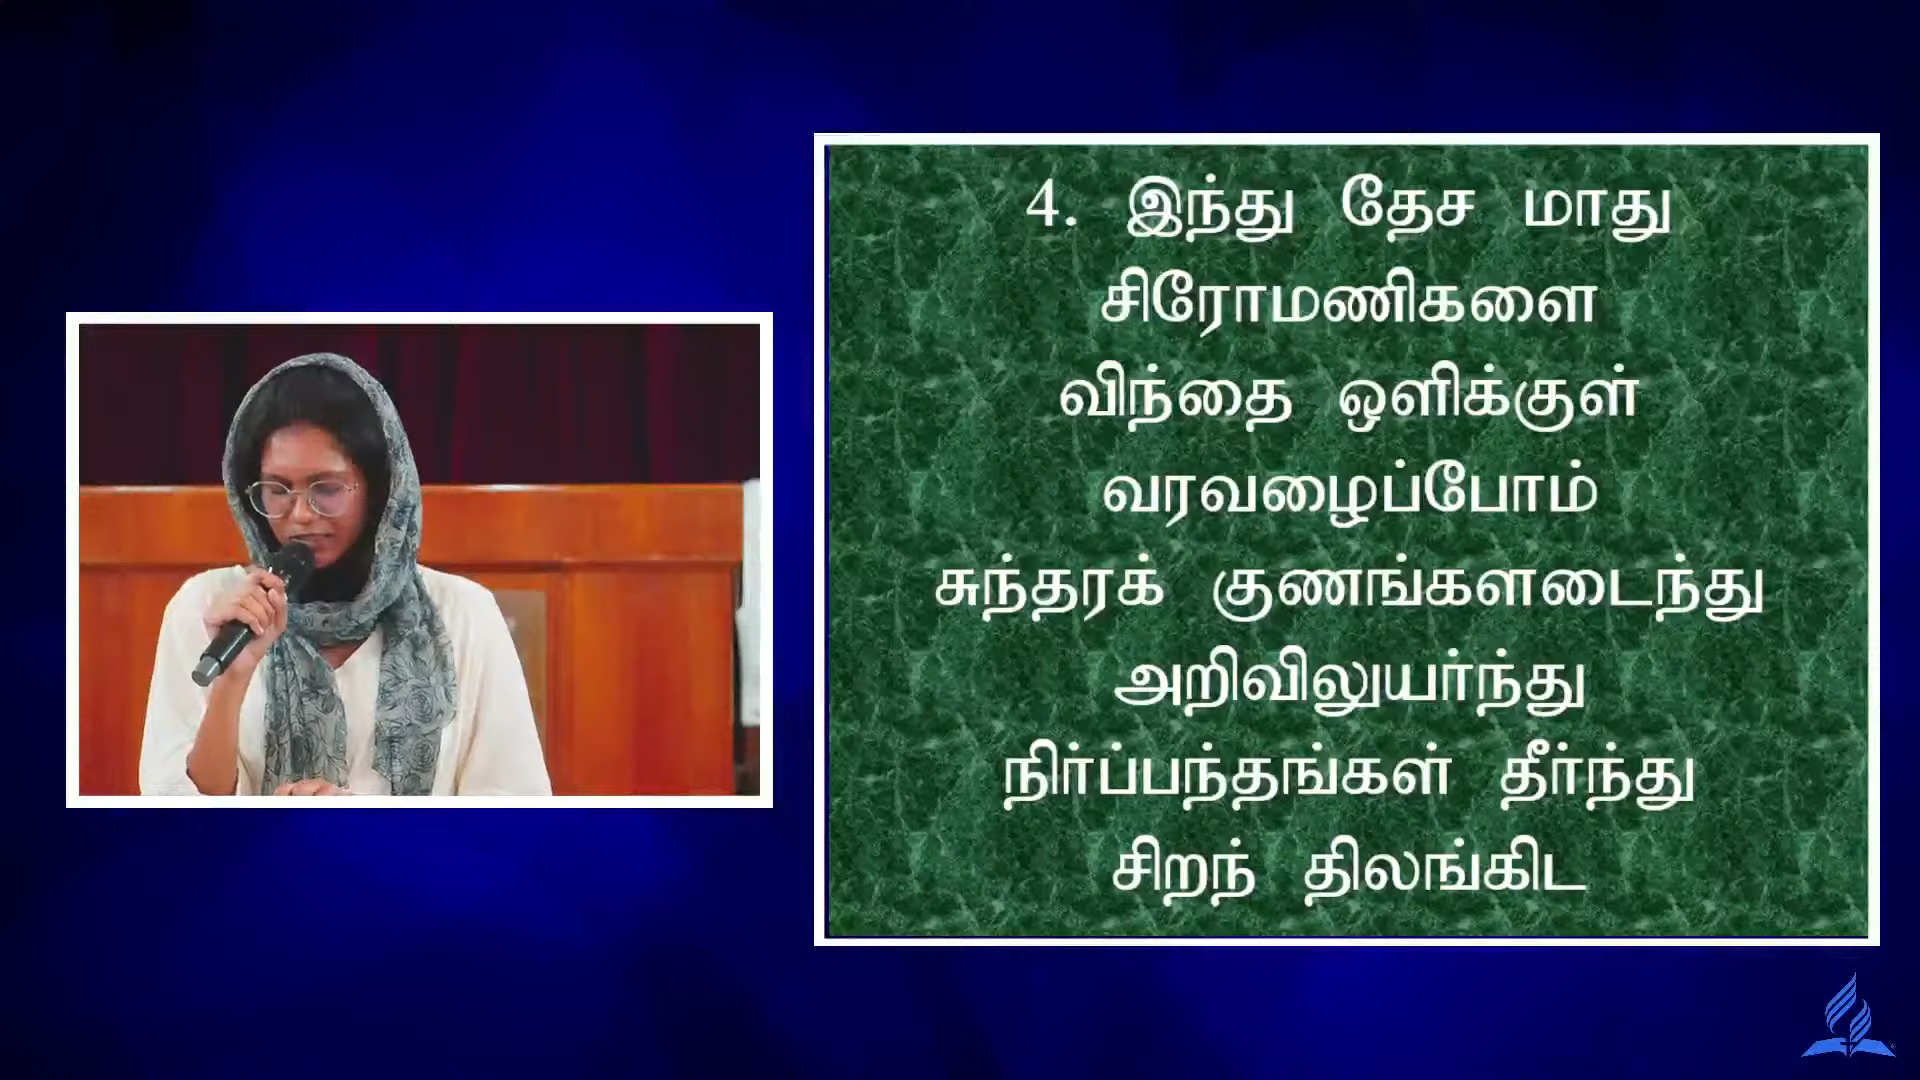 4. இந்து தேச மாது
சிரோமணிகளை
விந்தை ஒளிக்குள்
வரவழைப்போம்
சுந்தரக் குணங்களடைந்து
அறிவிலுயர்ந்து
நிர்ப்பந்தங்கள் தீர்ந்து
சிறந் திலங்கிட